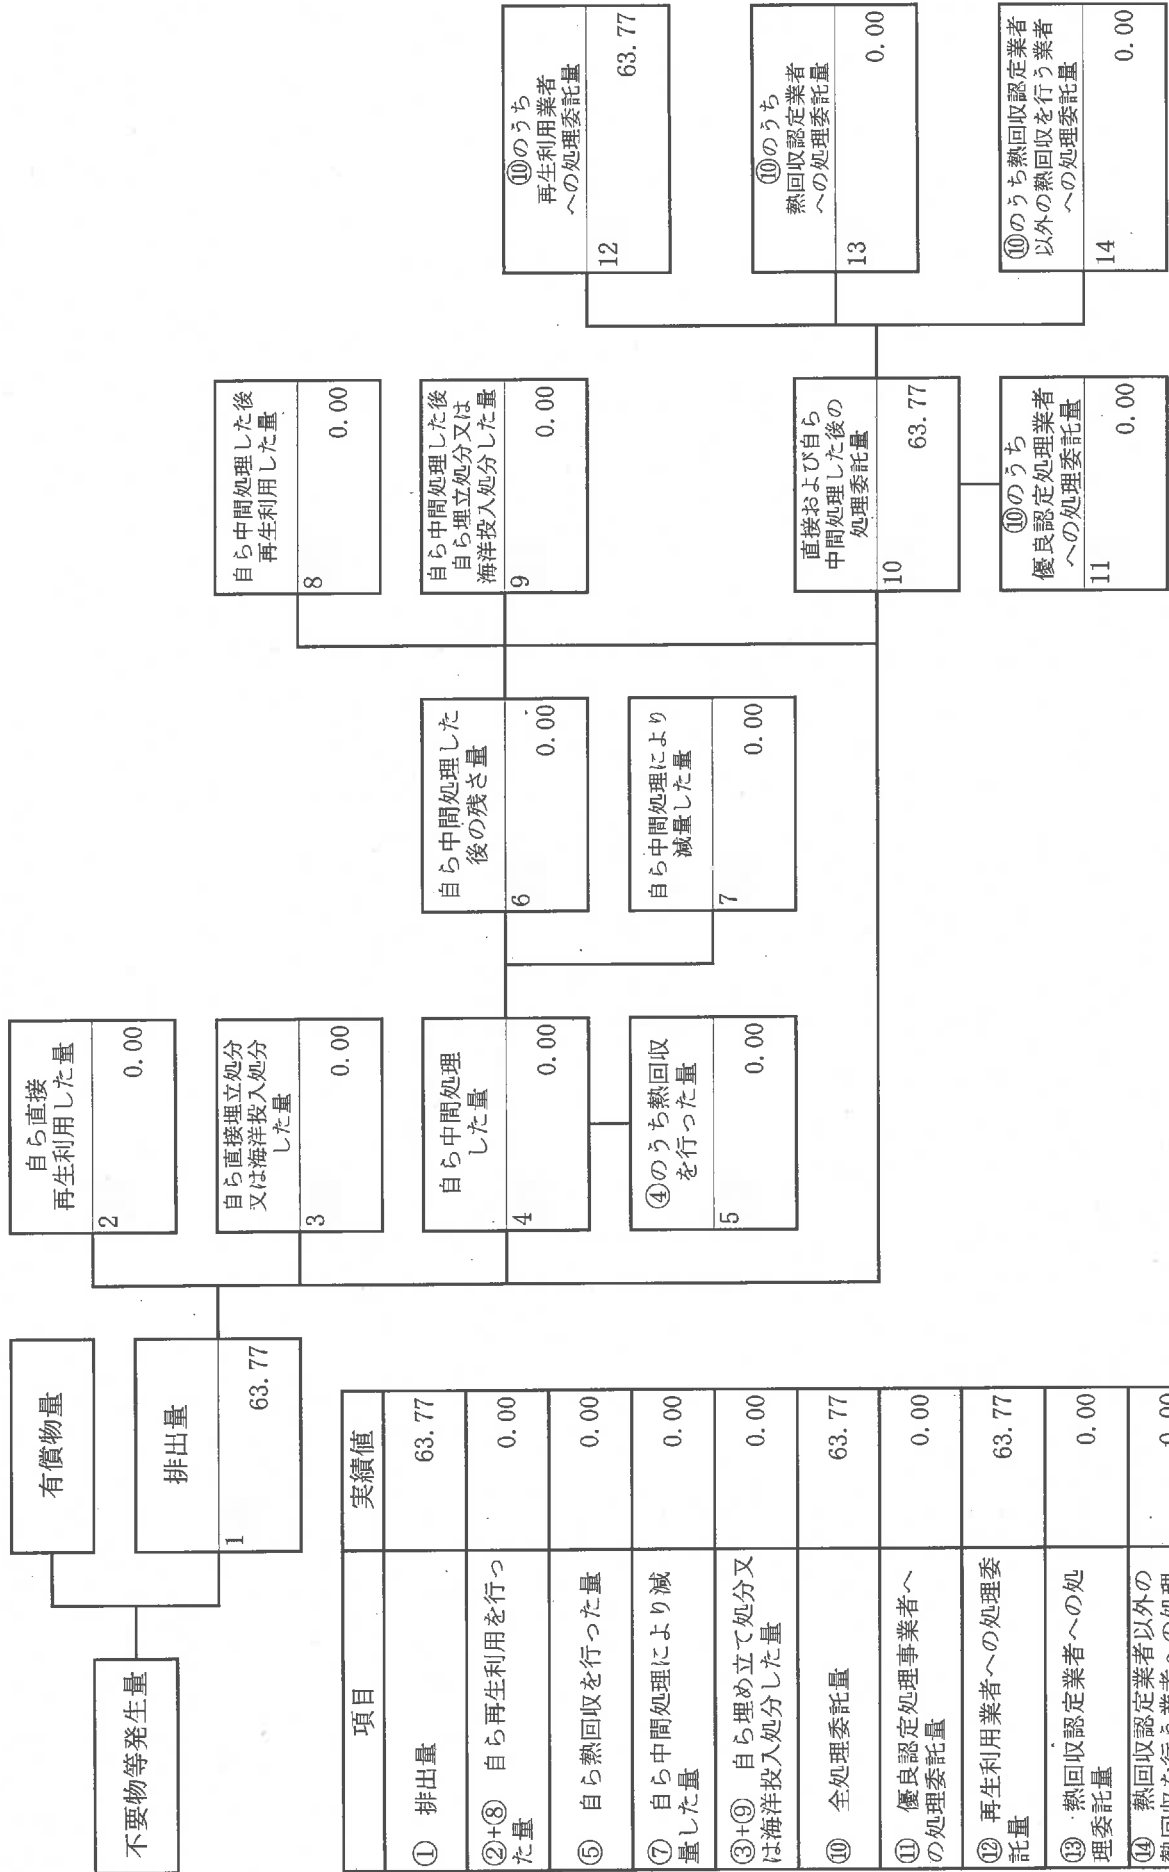 不要物等発生量
有償物量
排出量
1
63.77
自ら直接
再生利用した量
2
0.00
自ら直接埋立処分
又は海洋投入処分
した量
3
0.00
自ら中間処理
した量
4
0.00
④のうち熱回収
を行った量
5
0.00
自ら中間処理した
後の残さ量
6
0.00
自ら中間処理により
減量した量
7
0.00
自ら中間処理した後
再生利用した量
8
0.00
自ら中間処理した後
自ら埋立処分又は
海洋投入処分した量
9
0.00
直接および自ら
中間処理した後の
処理委託量
10
63.77
⑩のうち
優良認定処理業者
への処理委託量
11
0.00
⑩のうち
再生利用業者
への処理委託量
12
63.77
⑩のうち
熱回収認定業者
への処理委託量
13
0.00
⑩のうち熱回収認定業者
以外の熱回収を行う業者
への処理委託量
14
0.00
項目 実績値
① 排出量 63.77
②+⑧ 自ら再生利用を行っ
た量 0.00
⑤ 自ら熱回収を行った量 0.00
⑦ 自ら中間処理により減
量した量 0.00
③+⑨ 自ら埋め立て処分又
は海洋投入処分した量 0.00
⑩ 全処理委託量 63.77
⑪ 優良認定処理事業者へ
の処理委託量 0.00
⑫ 再生利用業者への処理委
託量 63.77
⑬ 熱回収認定業者への処
理委託量 0.00
⑭ 熱回収認定業者以外の
熱回収を行う業者への処理 0.00